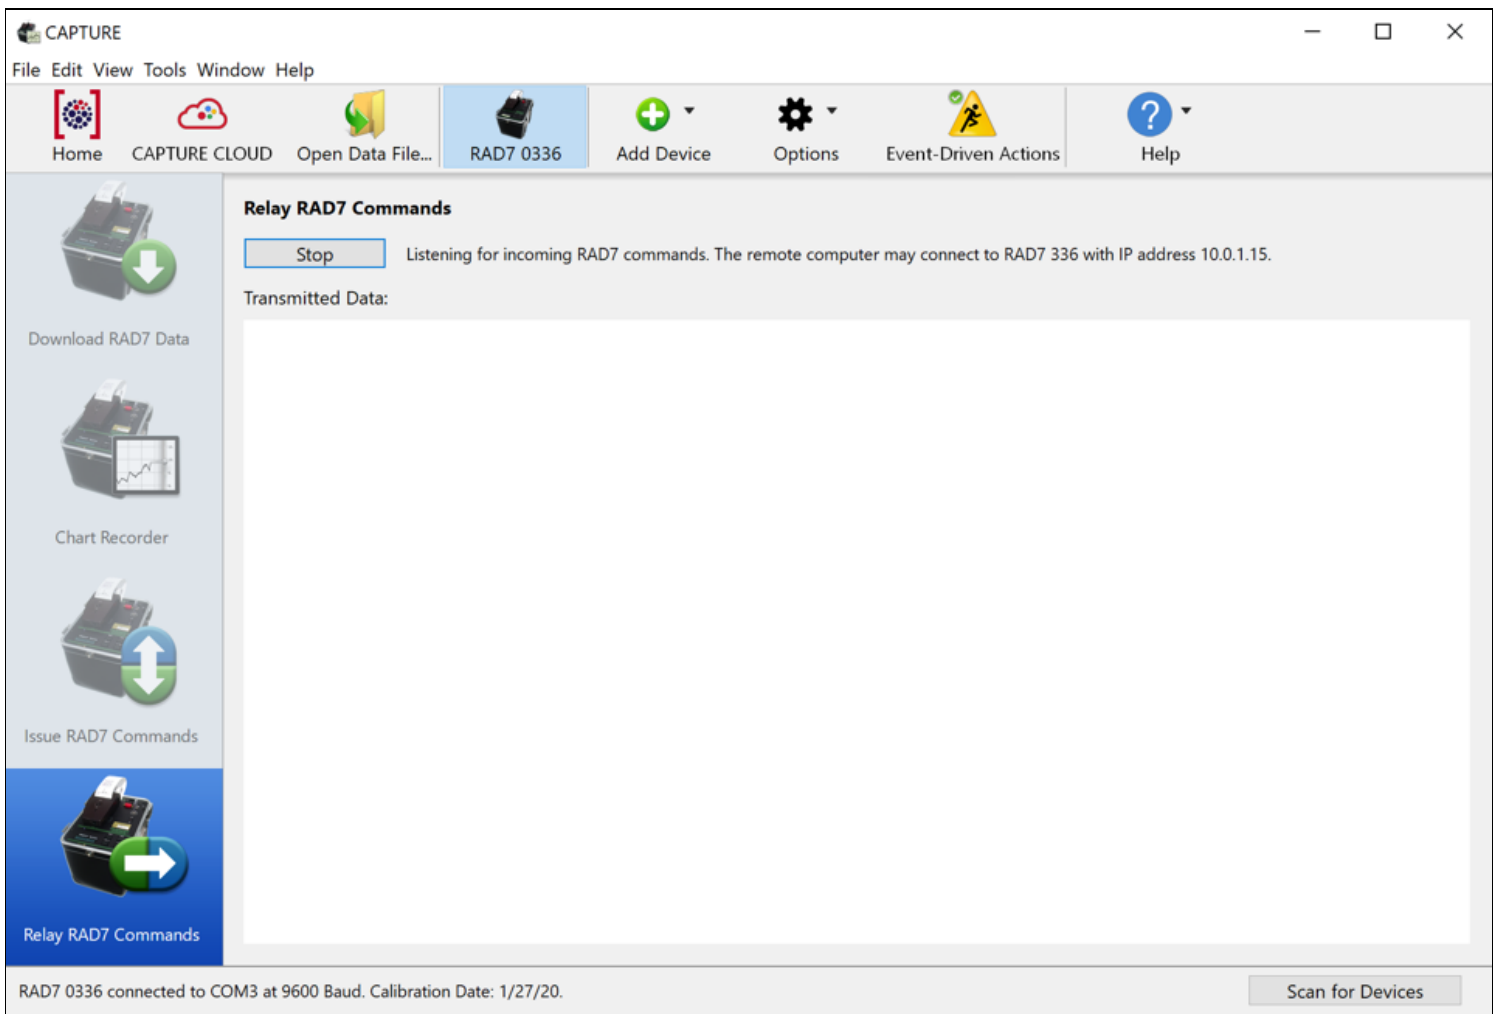 CAPTURE
File Edit View Tools Window Help
Home CAPTURE CLOUD Open Data File... RAD7 0336 Add Device Options Event-Driven Actions Help
Relay RAD7 Commands
Stop Listening for incoming RAD7 commands. The remote computer may connect to RAD7 336 with IP address 10.0.1.15.
Transmitted Data:
Download RAD7 Data
Chart Recorder
Issue RAD7 Commands
Relay RAD7 Commands
RAD7 0336 connected to COM3 at 9600 Baud. Calibration Date: 1/27/20. Scan for Devices